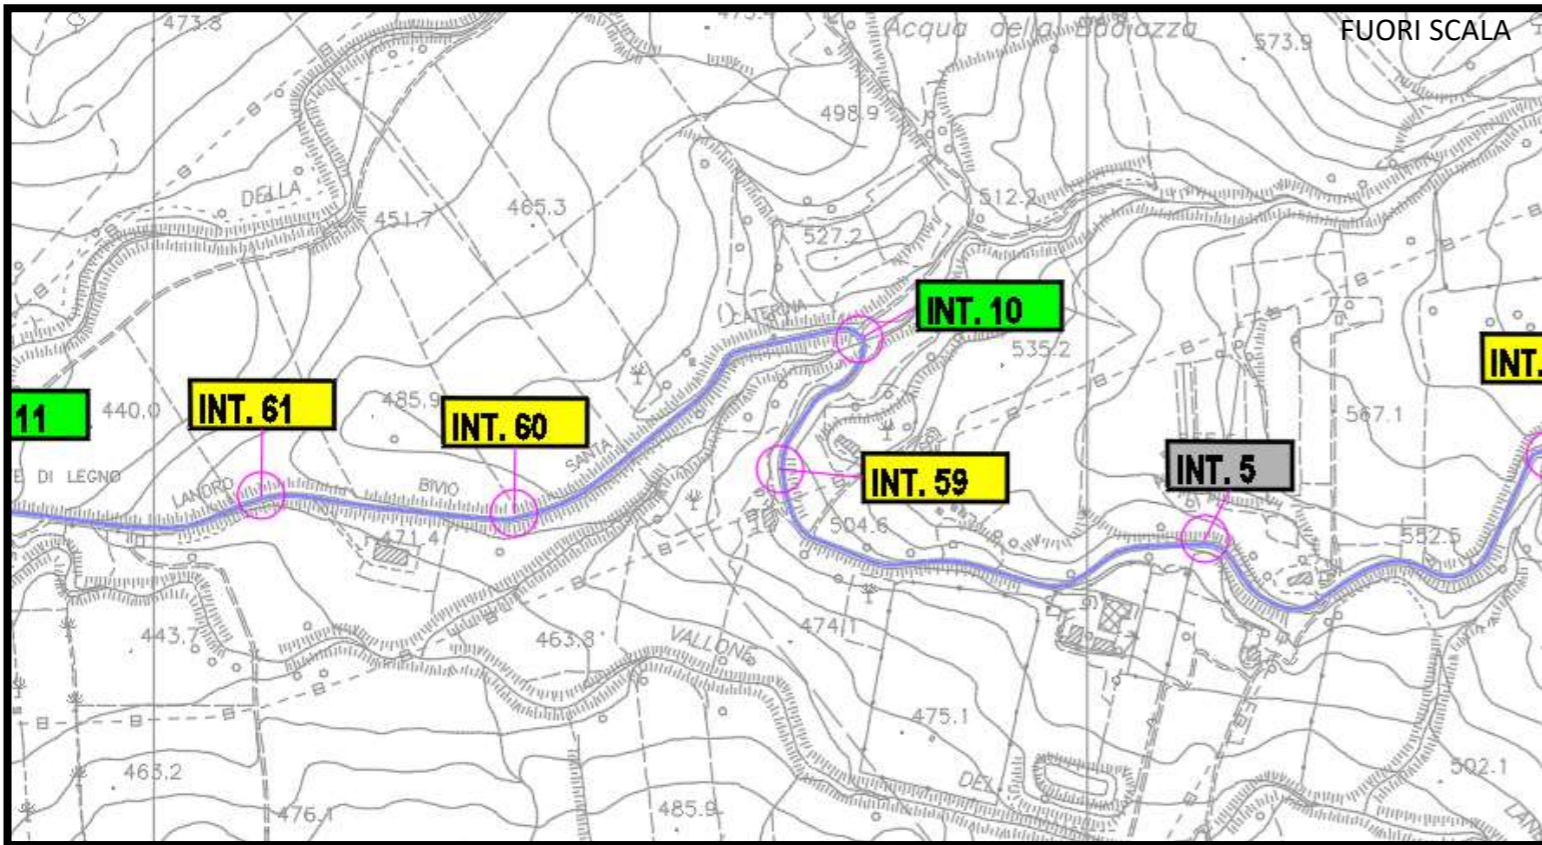 FUORI SCALA
473.8
Acqua della Badiazza
573.9
498.9
DELLA
465.3
451.7
512.2
527.2
CATERINA
INT. 10
535.2
INT.
11
440.0
INT. 61
485.9
INT. 60
567.1
SANTA
INT. 5
E DI LEGNO
LANDRO
BIVIO
INT. 59
504.6
471.4
552.5
443.7
463.8
VALLONE
474.1
475.1
463.2
DEL
502.1
476.1
485.9